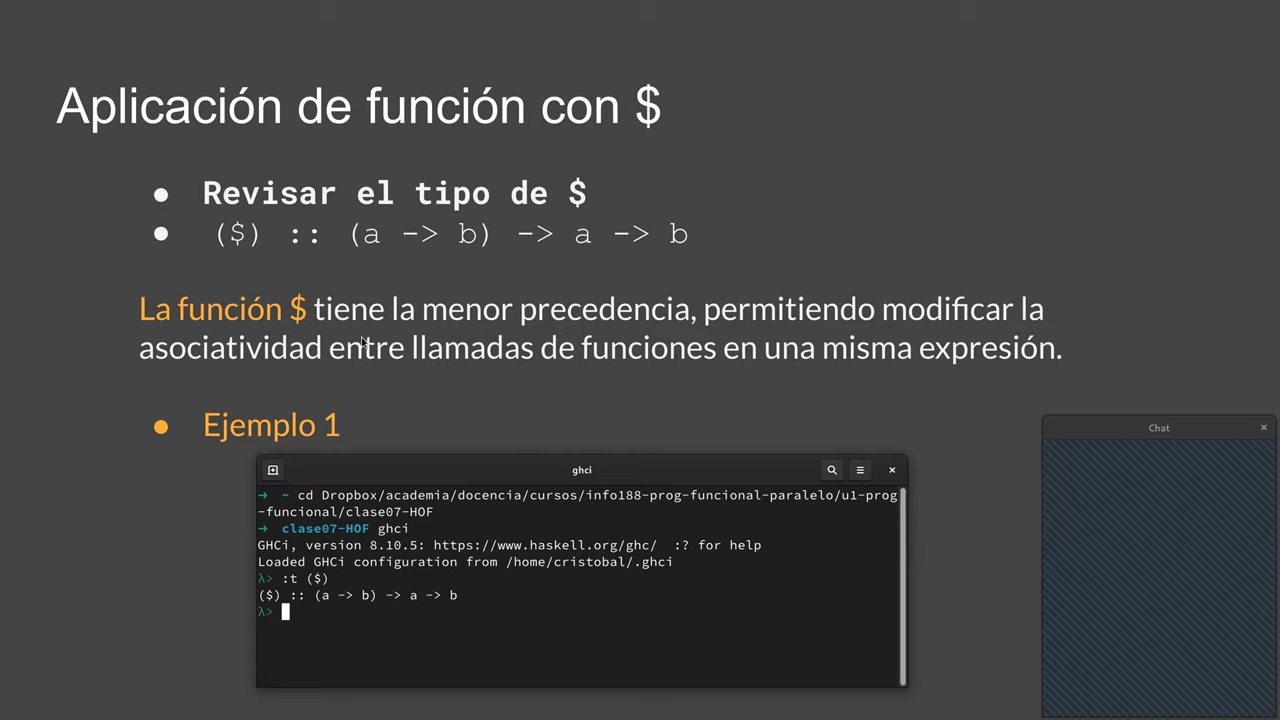 Aplicación de función con $
● Revisar el tipo de $
● ($) :: (a -> b) -> a -> b
La función $ tiene la menor precedencia, permitiendo modificar la
asociatividad entre llamadas de funciones en una misma expresión.
● Ejemplo 1
Chat
ghci
➜ ~ cd Dropbox/academia/docencia/cursos/info188-prog-funcional-paralelo/u1-prog
-funcional/clase07-HOF
➜ clase07-HOF ghci
GHCi, version 8.10.5: https://www.haskell.org/ghc/ :? for help
Loaded GHCi configuration from /home/cristobal/.ghci
λ> :t ($)
($) :: (a -> b) -> a -> b
λ>